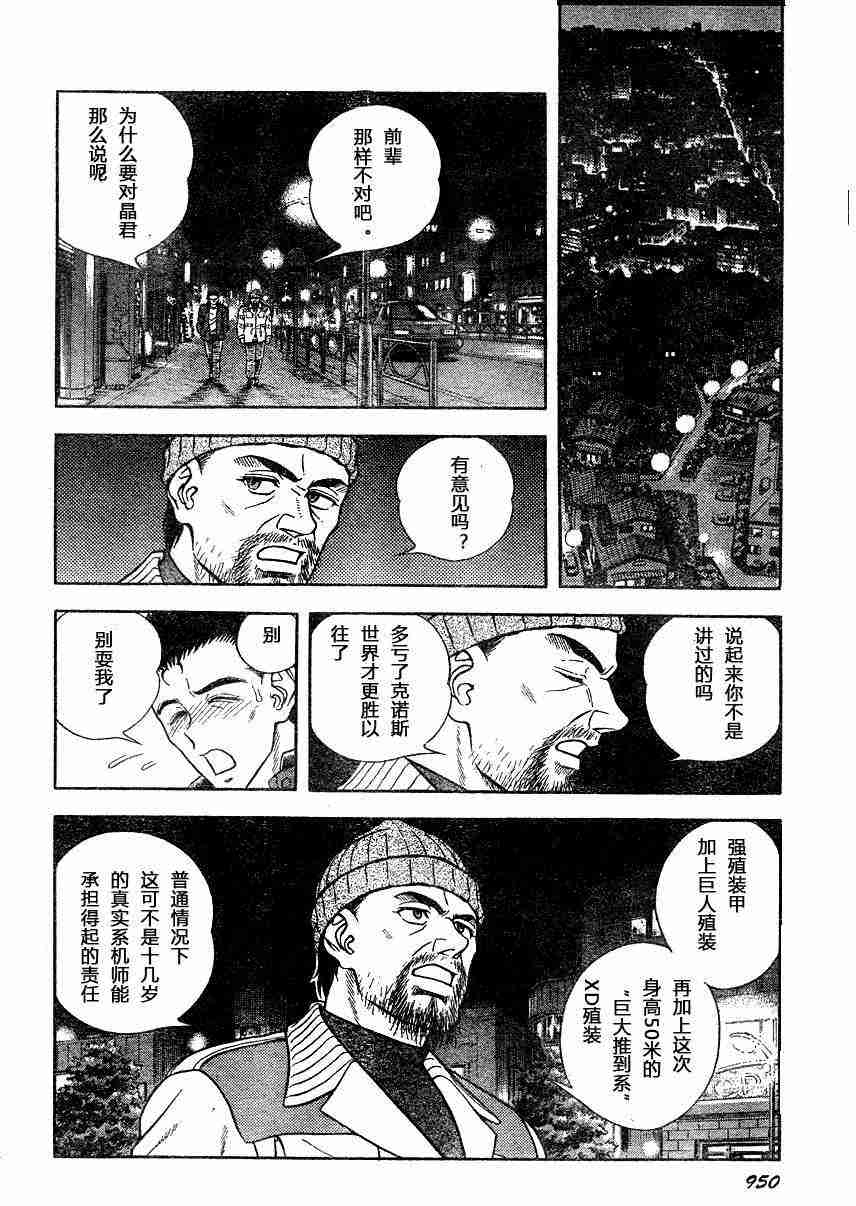 前辈
那样不对吧。
为什么要对晶君
那么说呢
有意见吗？
说起来你不是
讲过的吗
多亏了克诺斯
世界才更胜以
往了
别
别耍我了
强殖装甲
加上巨人殖装
再加上这次
身高50米的
“巨大推到系”
XD殖装
普通情况下
这可不是十几岁
的真实系机师能
承担得起的责任
950